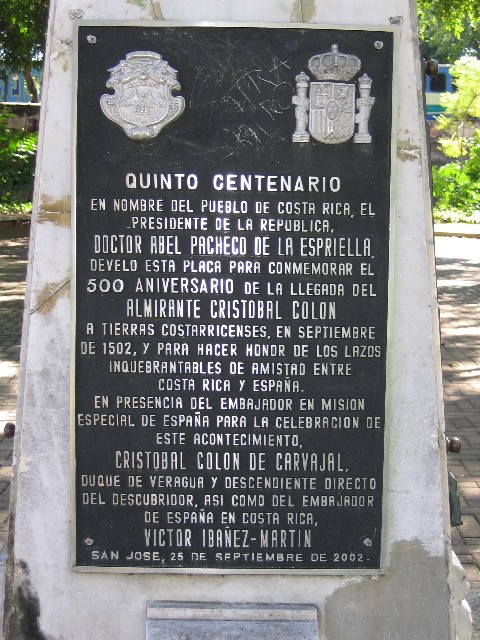 QUINTO CENTENARIO
EN NOMBRE DEL PUEBLO DE COSTA RICA, EL
PRESIDENTE DE LA REPUBLICA,
DOCTOR ABEL PACHECO DE LA ESPRIELLA,
DEVELO ESTA PLACA PARA CONMEMORAR EL
500 ANIVERSARIO DE LA LLEGADA DEL
ALMIRANTE CRISTOBAL COLON
A TIERRAS COSTARRICENSES, EN SEPTIEMBRE
DE 1502, Y PARA HACER HONOR DE LOS LAZOS
INQUEBRANTABLES DE AMISTAD ENTRE
COSTA RICA Y ESPAÑA.
EN PRESENCIA DEL EMBAJADOR EN MISION
ESPECIAL DE ESPAÑA PARA LA CELEBRACION DE
ESTE ACONTECIMIENTO,
CRISTOBAL COLON DE CARVAJAL,
DUQUE DE VERAGUA Y DESCENDIENTE DIRECTO
DEL DESCUBRIDOR, ASI COMO DEL EMBAJADOR
DE ESPAÑA EN COSTA RICA,
VICTOR IBAÑEZ-MARTIN
SAN JOSE, 25 DE SEPTIEMBRE DE 2002.